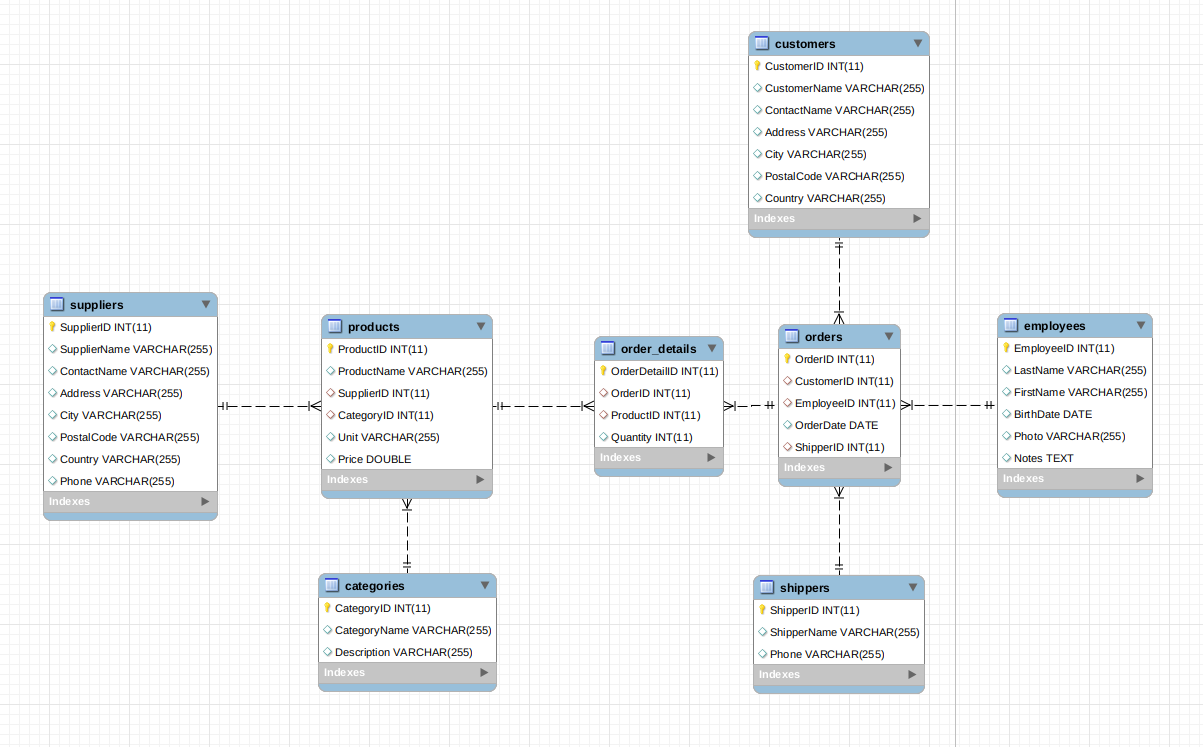 customers
CustomerID INT(11)
CustomerName VARCHAR(255)
ContactName VARCHAR(255)
Address VARCHAR(255)
City VARCHAR(255)
PostalCode VARCHAR(255)
Country VARCHAR(255)
Indexes
suppliers
SupplierID INT(11)
SupplierName VARCHAR(255)
ContactName VARCHAR(255)
Address VARCHAR(255)
City VARCHAR(255)
PostalCode VARCHAR(255)
Country VARCHAR(255)
Phone VARCHAR(255)
Indexes
products
ProductID INT(11)
ProductName VARCHAR(255)
SupplierID INT(11)
CategoryID INT(11)
Unit VARCHAR(255)
Price DOUBLE
Indexes
order_details
OrderDetailID INT(11)
OrderID INT(11)
ProductID INT(11)
Quantity INT(11)
Indexes
orders
OrderID INT(11)
CustomerID INT(11)
EmployeeID INT(11)
OrderDate DATE
ShipperID INT(11)
Indexes
employees
EmployeeID INT(11)
LastName VARCHAR(255)
FirstName VARCHAR(255)
BirthDate DATE
Photo VARCHAR(255)
Notes TEXT
Indexes
categories
CategoryID INT(11)
CategoryName VARCHAR(255)
Description VARCHAR(255)
Indexes
shippers
ShipperID INT(11)
ShipperName VARCHAR(255)
Phone VARCHAR(255)
Indexes